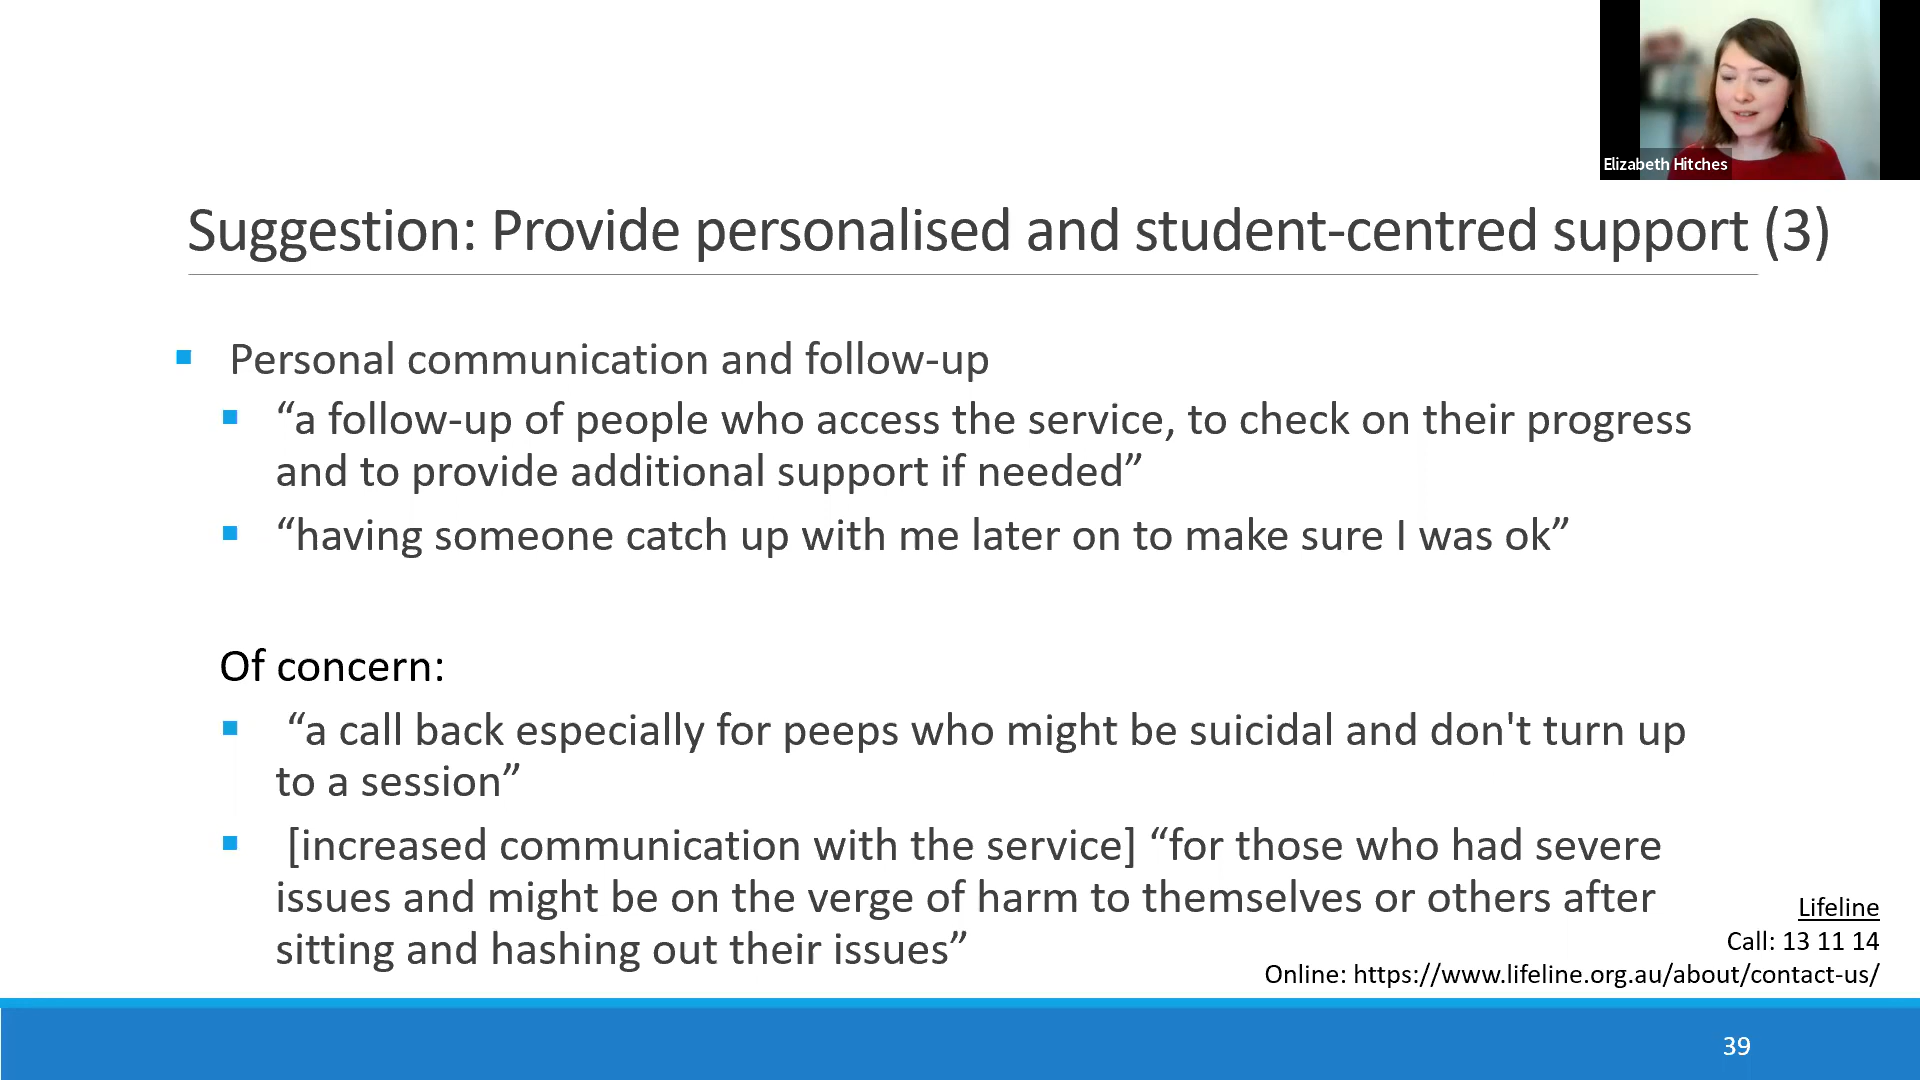 Elizabeth Hitches
Suggestion: Provide personalised and student-centred support (3)
Personal communication and follow-up
“a follow-up of people who access the service, to check on their progress
and to provide additional support if needed”
“having someone catch up with me later on to make sure I was ok”
Of concern:
“a call back especially for peeps who might be suicidal and don't turn up
to a session”
[increased communication with the service] “for those who had severe
issues and might be on the verge of harm to themselves or others after
sitting and hashing out their issues”
Lifeline
Call: 13 11 14
Online: https://www.lifeline.org.au/about/contact-us/
39